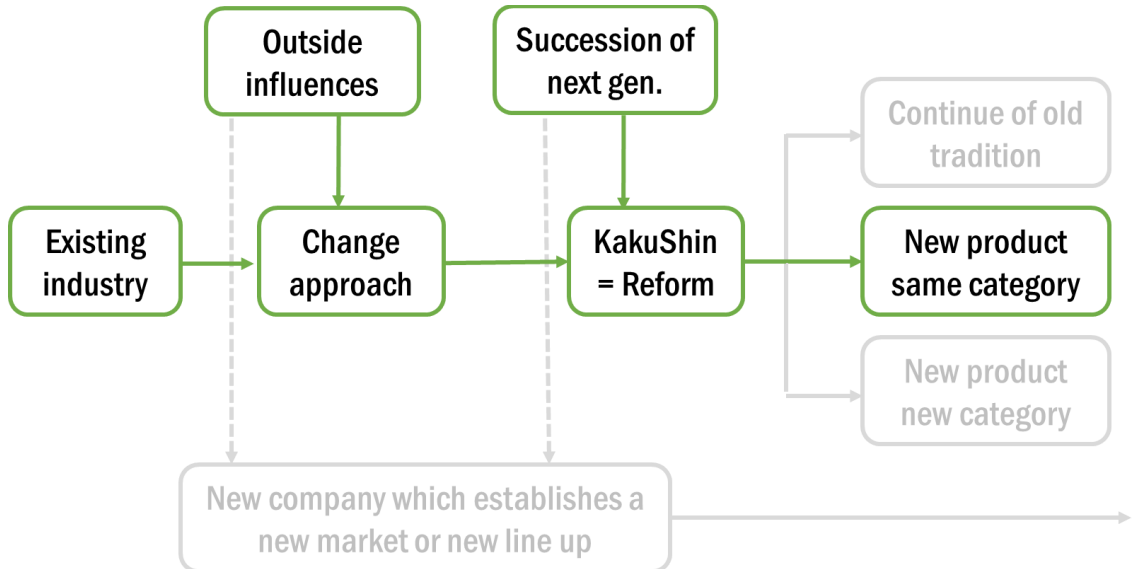 Outside
influences
Succession of
next gen.
Continue of old
tradition
Existing
industry
Change
approach
KakuShin
= Reform
New product
same category
New product
new category
New company which establishes a
new market or new line up